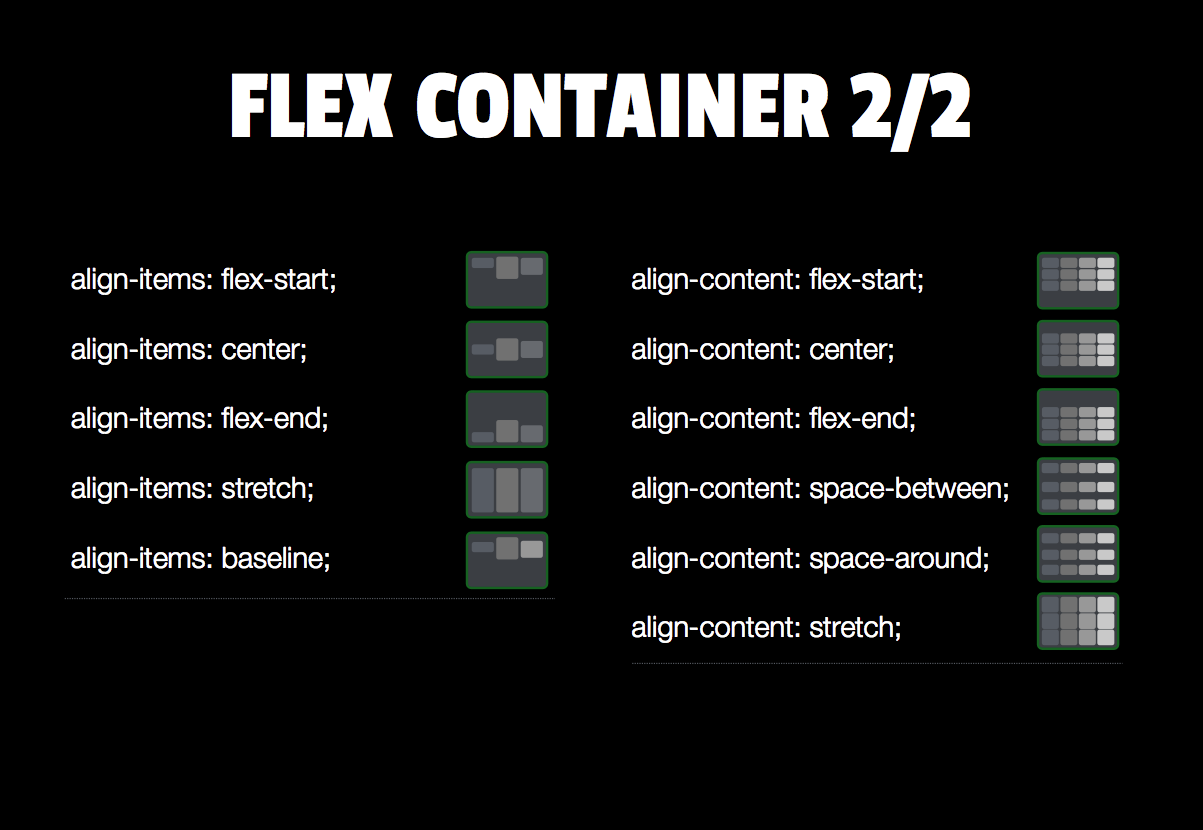 FLEX CONTAINER 2/2
align-items: flex-start;
align-items: center;
align-items: flex-end;
align-items: stretch;
align-items: baseline;
align-content: flex-start;
align-content: center;
align-content: flex-end;
align-content: space-between;
align-content: space-around;
align-content: stretch;